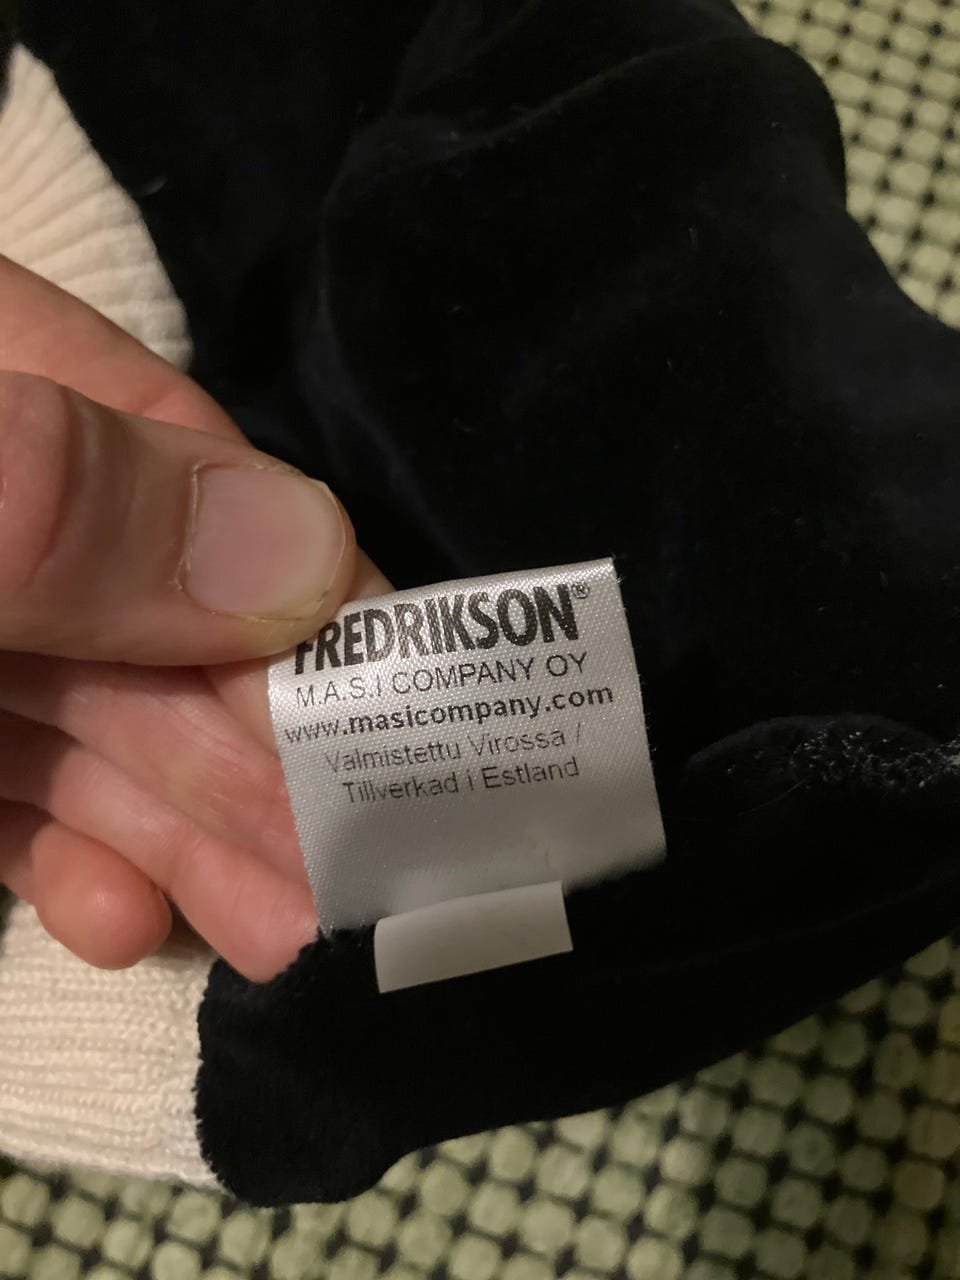 FREDRIKSON®
M.A.S.I COMPANY OY
www.masicompany.com
Valmistettu Virossa /
Tillverkad i Estland